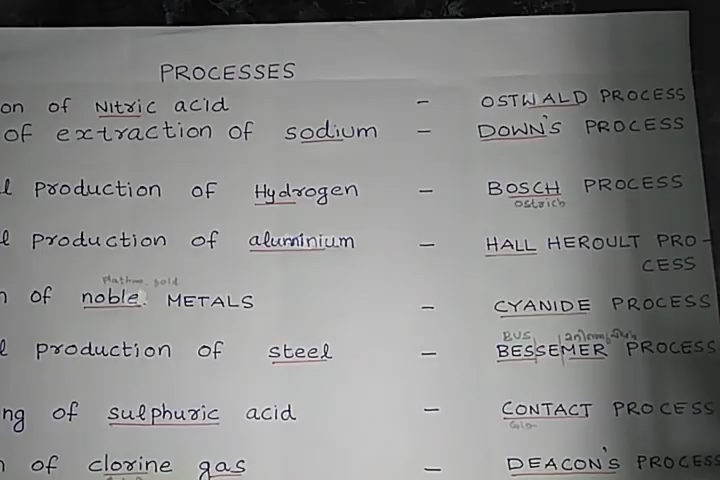 PROCESSES
on of Nitric acid - OSTWALD PROCESS
of extraction of sodium - DOWN'S PROCESS
l production of Hydrogen - BOSCH PROCESS
ostrich
l production of aluminium - HALL HEROULT PRO-
CESS
gold
n of noble METALS - CYANIDE PROCESS
BUS
l production of steel - BESSEMER PROCESS
ng of sulphuric acid - CONTACT PROCESS
n of clorine gas - DEACON'S PROCESS